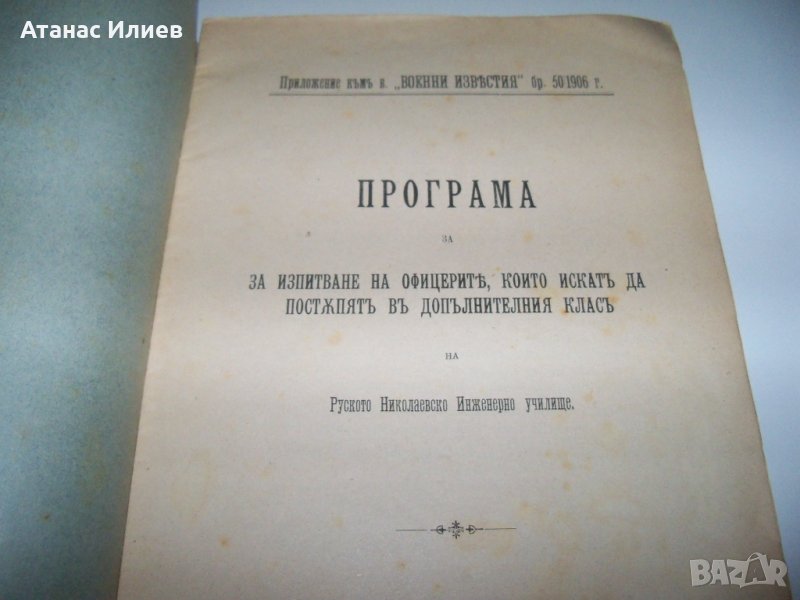 Атанас Илиев
Приложение къмъ в. „ВОЕННИ ИЗВѢСТИЯ" бр. 50/1906 г.
ПРОГРАМА
ЗА
ЗА ИЗПИТВАНЕ НА ОФИЦЕРИТѢ, КОИТО ИСКАТЪ ДА
ПОСТѪПЯТЪ ВЪ ДОПЪЛНИТЕЛНИЯ КЛАСЪ
НА
Руското Николаевско Инженерно училище.
BAZAR